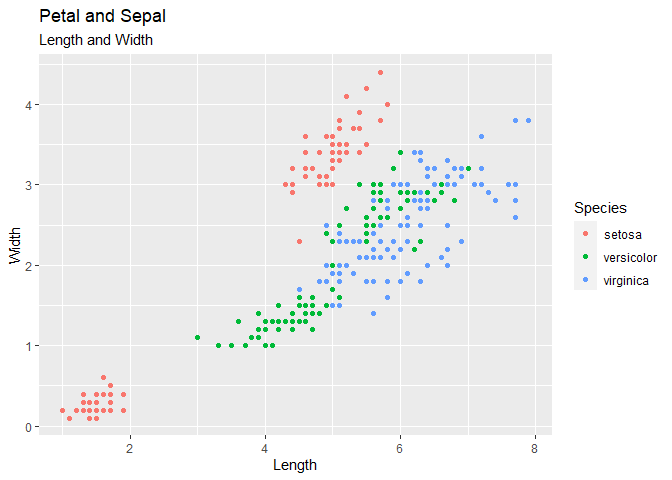 Petal and Sepal
Length and Width
4
3
2
1
0
Width
2 4 6 8
Length
Species
setosa
versicolor
virginica